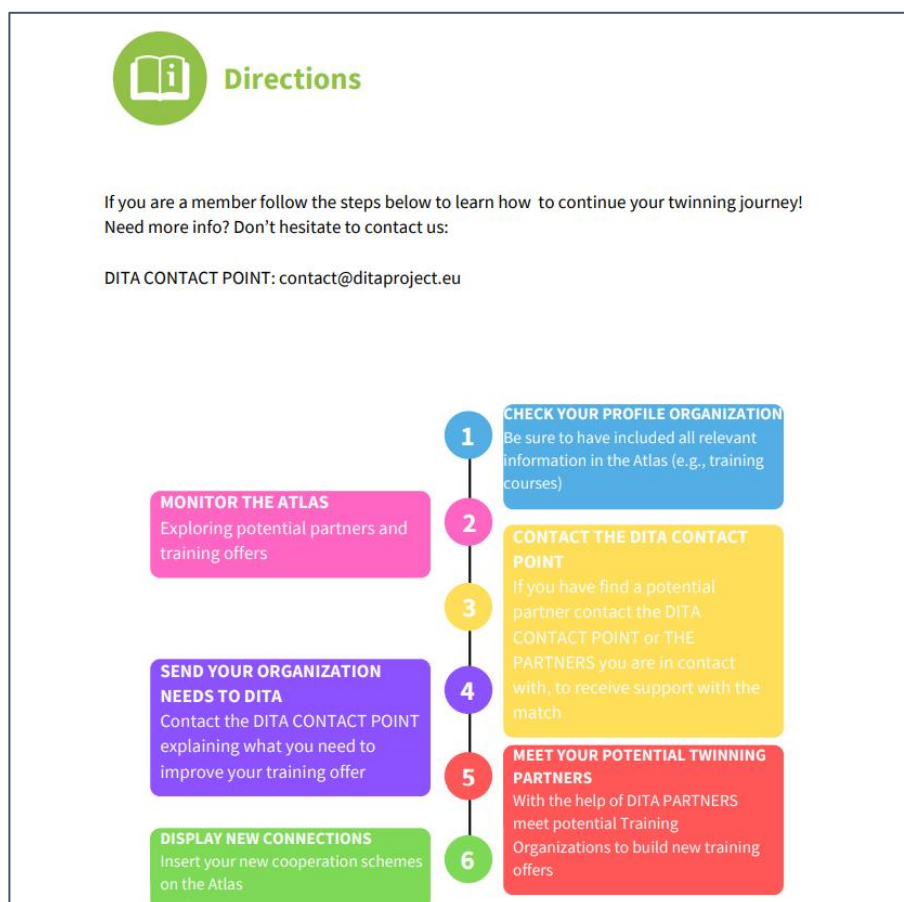 Directions
If you are a member follow the steps below to learn how to continue your twinning journey!
Need more info? Don’t hesitate to contact us:
DITA CONTACT POINT: contact@ditaproject.eu
1
CHECK YOUR PROFILE ORGANIZATION
Be sure to have included all relevant
information in the Atlas (e.g., training
courses)
2
MONITOR THE ATLAS
Exploring potential partners and
training offers
3
CONTACT THE DITA CONTACT
POINT
If you have find a potential
partner contact the DITA
CONTACT POINT or THE
PARTNERS you are in contact
with, to receive support with the
match
4
SEND YOUR ORGANIZATION
NEEDS TO DITA
Contact the DITA CONTACT POINT
explaining what you need to
improve your training offer
5
MEET YOUR POTENTIAL TWINNING
PARTNERS
With the help of DITA PARTNERS
meet potential Training
Organizations to build new training
offers
6
DISPLAY NEW CONNECTIONS
Insert your new cooperation schemes
on the Atlas